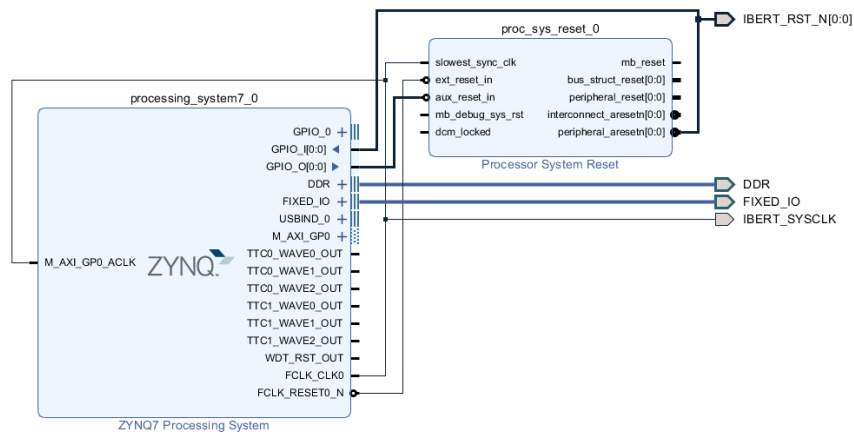 IBERT_RST_N[0:0]
proc_sys_reset_0
slowest_sync_clk
mb_reset
ext_reset_in
bus_struct_reset[0:0]
aux_reset_in
peripheral_reset[0:0]
mb_debug_sys_rst
interconnect_aresetn[0:0]
dcm_locked
peripheral_aresetn[0:0]
Processor System Reset
processing_system7_0
GPIO_0
GPIO_I[0:0]
GPIO_O[0:0]
DDR
FIXED_IO
USBIND_0
M_AXI_GP0
M_AXI_GP0_ACLK
ZYNQ
TTC0_WAVE0_OUT
TTC0_WAVE1_OUT
TTC0_WAVE2_OUT
TTC1_WAVE0_OUT
TTC1_WAVE1_OUT
TTC1_WAVE2_OUT
WDT_RST_OUT
FCLK_CLK0
FCLK_RESET0_N
ZYNQ7 Processing System
DDR
FIXED_IO
IBERT_SYSCLK